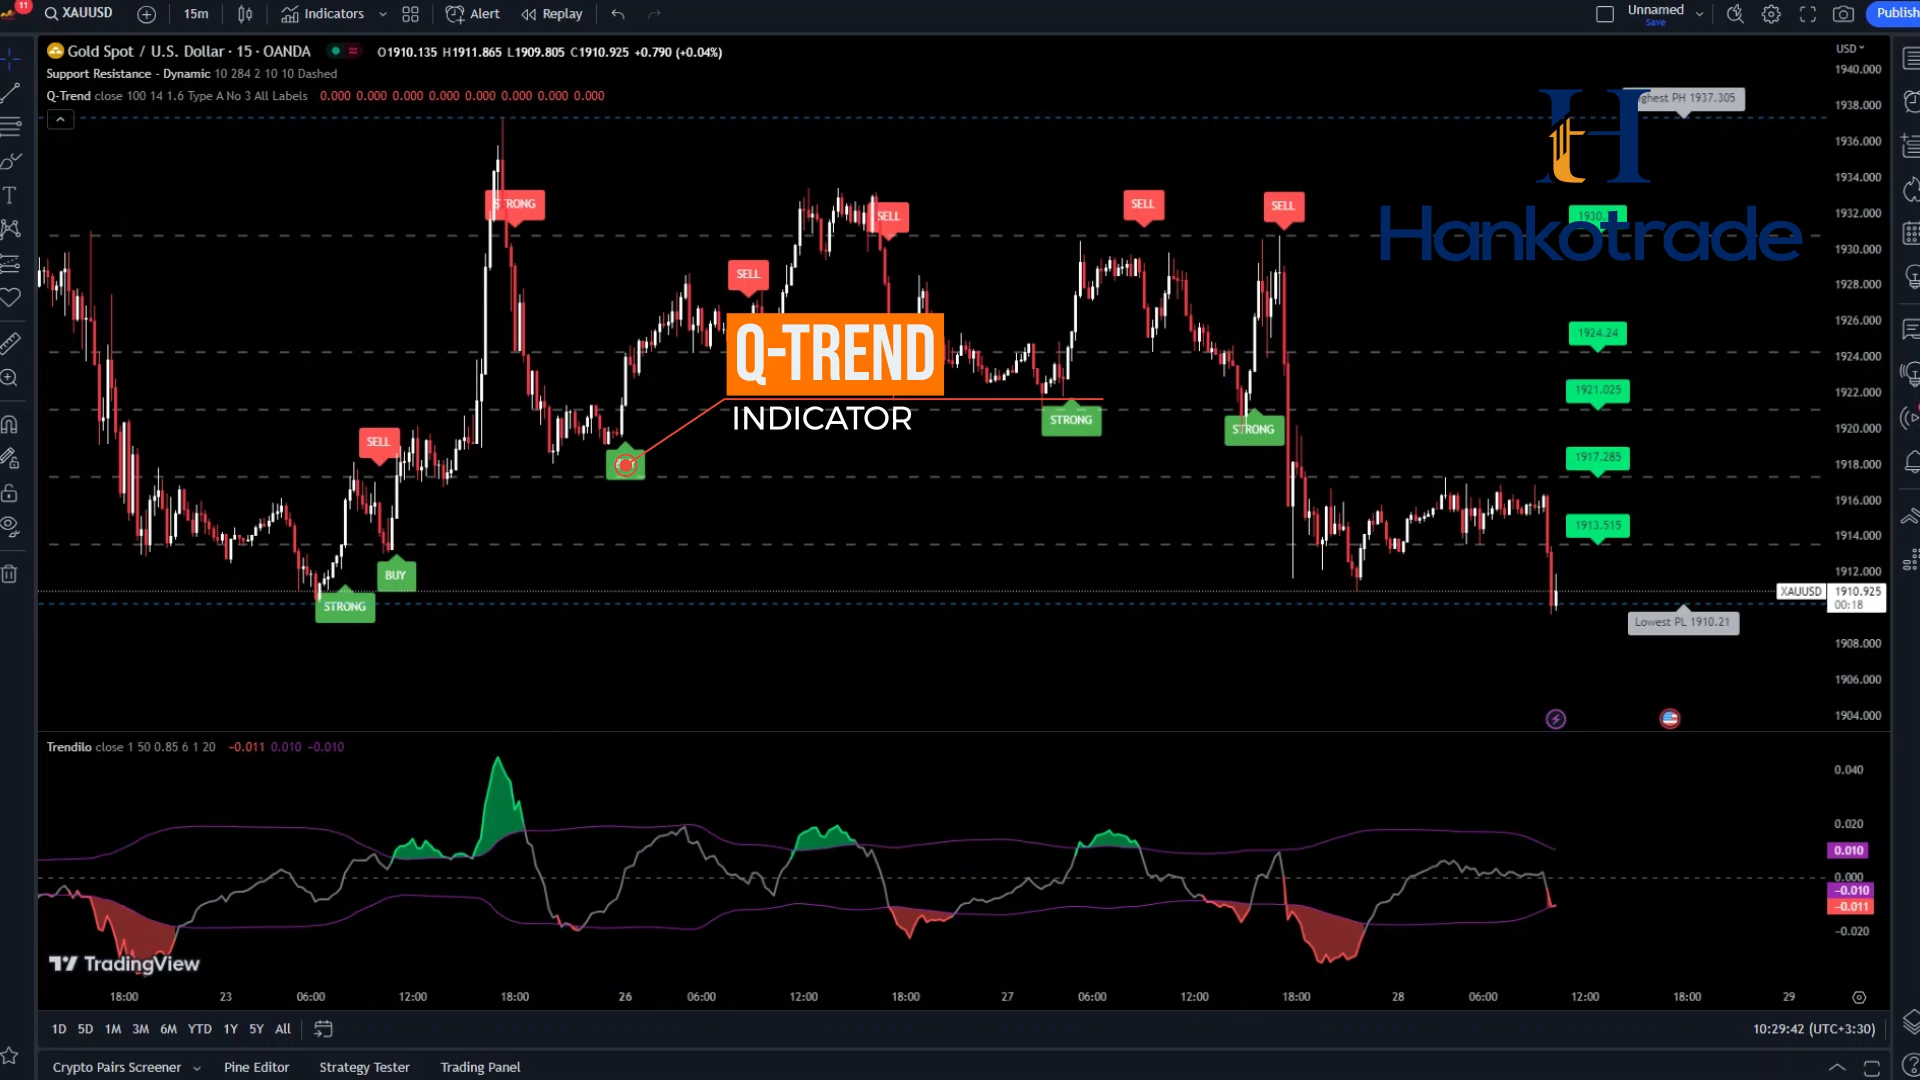 11
XAUUSD
15m
Indicators
Alert
Replay
Unnamed
Save
Publish
Gold Spot / U.S. Dollar · 15 · OANDA
O1910.135 H1911.865 L1909.805 C1910.925 +0.790 (+0.04%)
Support Resistance - Dynamic 10 284 2 10 10 Dashed
Q-Trend close 100 14 1.6 Type A No 3 All Labels 0.000 0.000 0.000 0.000 0.000 0.000 0.000 0.000
USD
1940.000
1938.000
1936.000
1934.000
1932.000
1930.000
1928.000
1926.000
1924.000
1922.000
1920.000
1918.000
1916.000
1914.000
1912.000
XAUUSD
1910.925
00:18
1908.000
1906.000
1904.000
PH 1937.305
Hankotrade
STRONG
SELL
SELL
SELL
SELL
SELL
1924.24
1921.025
1917.285
1913.515
Q-TREND
INDICATOR
STRONG
STRONG
BUY
STRONG
Lowest PL 1910.21
Trendilo close 1 50 0.85 6 1 20 −0.011 0.010 −0.010
0.040
0.020
0.010
0.000
−0.010
−0.011
−0.020
TradingView
18:00 23 06:00 12:00 18:00 26 06:00 12:00 18:00 27 06:00 12:00 18:00 28 06:00 12:00 18:00 29
1D 5D 1M 3M 6M YTD 1Y 5Y All
10:29:42 (UTC+3:30)
Crypto Pairs Screener
Pine Editor
Strategy Tester
Trading Panel